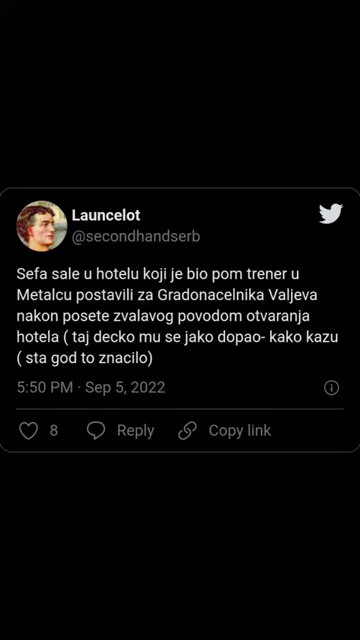 Launcelot
@secondhandserb
Sefa sale u hotelu koji je bio pom trener u
Metalcu postavili za Gradonacelnika Valjeva
nakon posete zvalavog povodom otvaranja
hotela ( taj decko mu se jako dopao- kako kazu
( sta god to znacilo)
5:50 PM · Sep 5, 2022
8 Reply Copy link